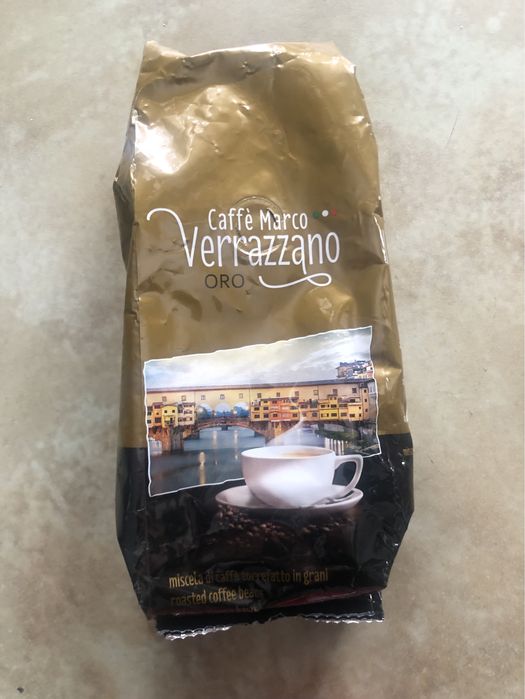 Caffè Marco
Verrazzano
ORO
miscela di caffè torrefatto in grani
roasted coffee beans